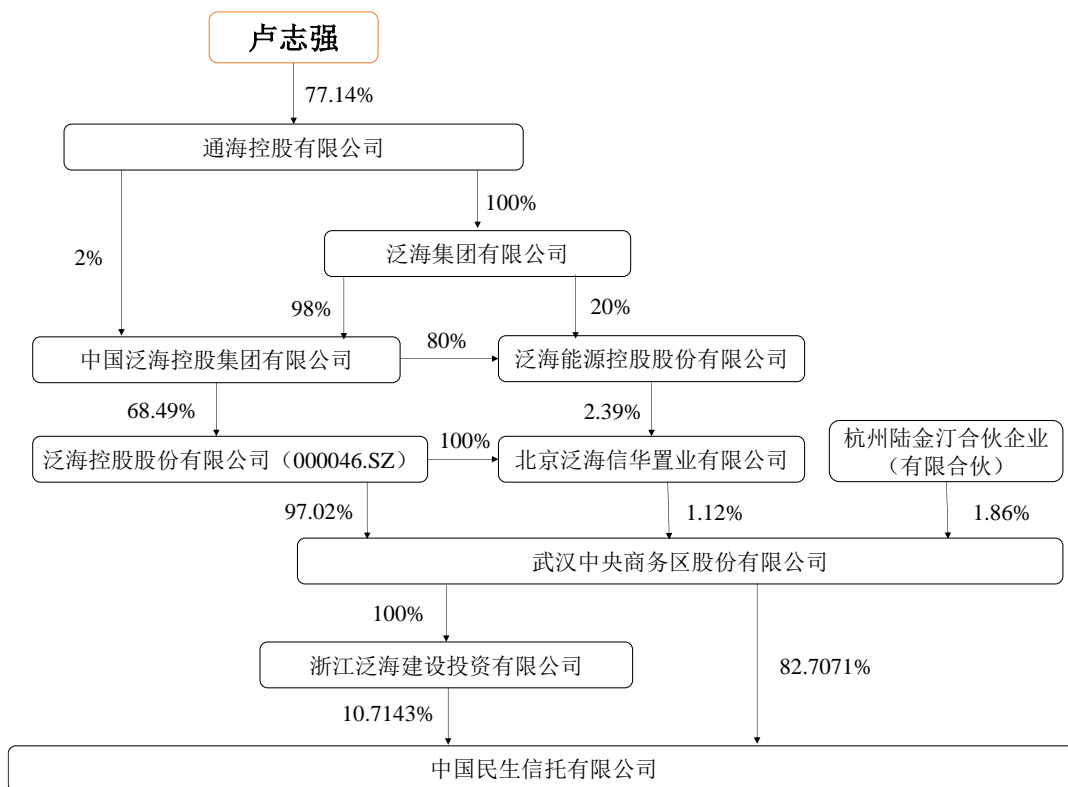 卢志强
77.14%
通海控股有限公司
100%
2%
泛海集团有限公司
98%
20%
中国泛海控股集团有限公司
80%
泛海能源控股股份有限公司
68.49%
2.39%
泛海控股股份有限公司（000046.SZ）
100%
北京泛海信华置业有限公司
杭州陆金汀合伙企业
（有限合伙）
97.02%
1.12%
1.86%
武汉中央商务区股份有限公司
100%
浙江泛海建设投资有限公司
82.7071%
10.7143%
中国民生信托有限公司